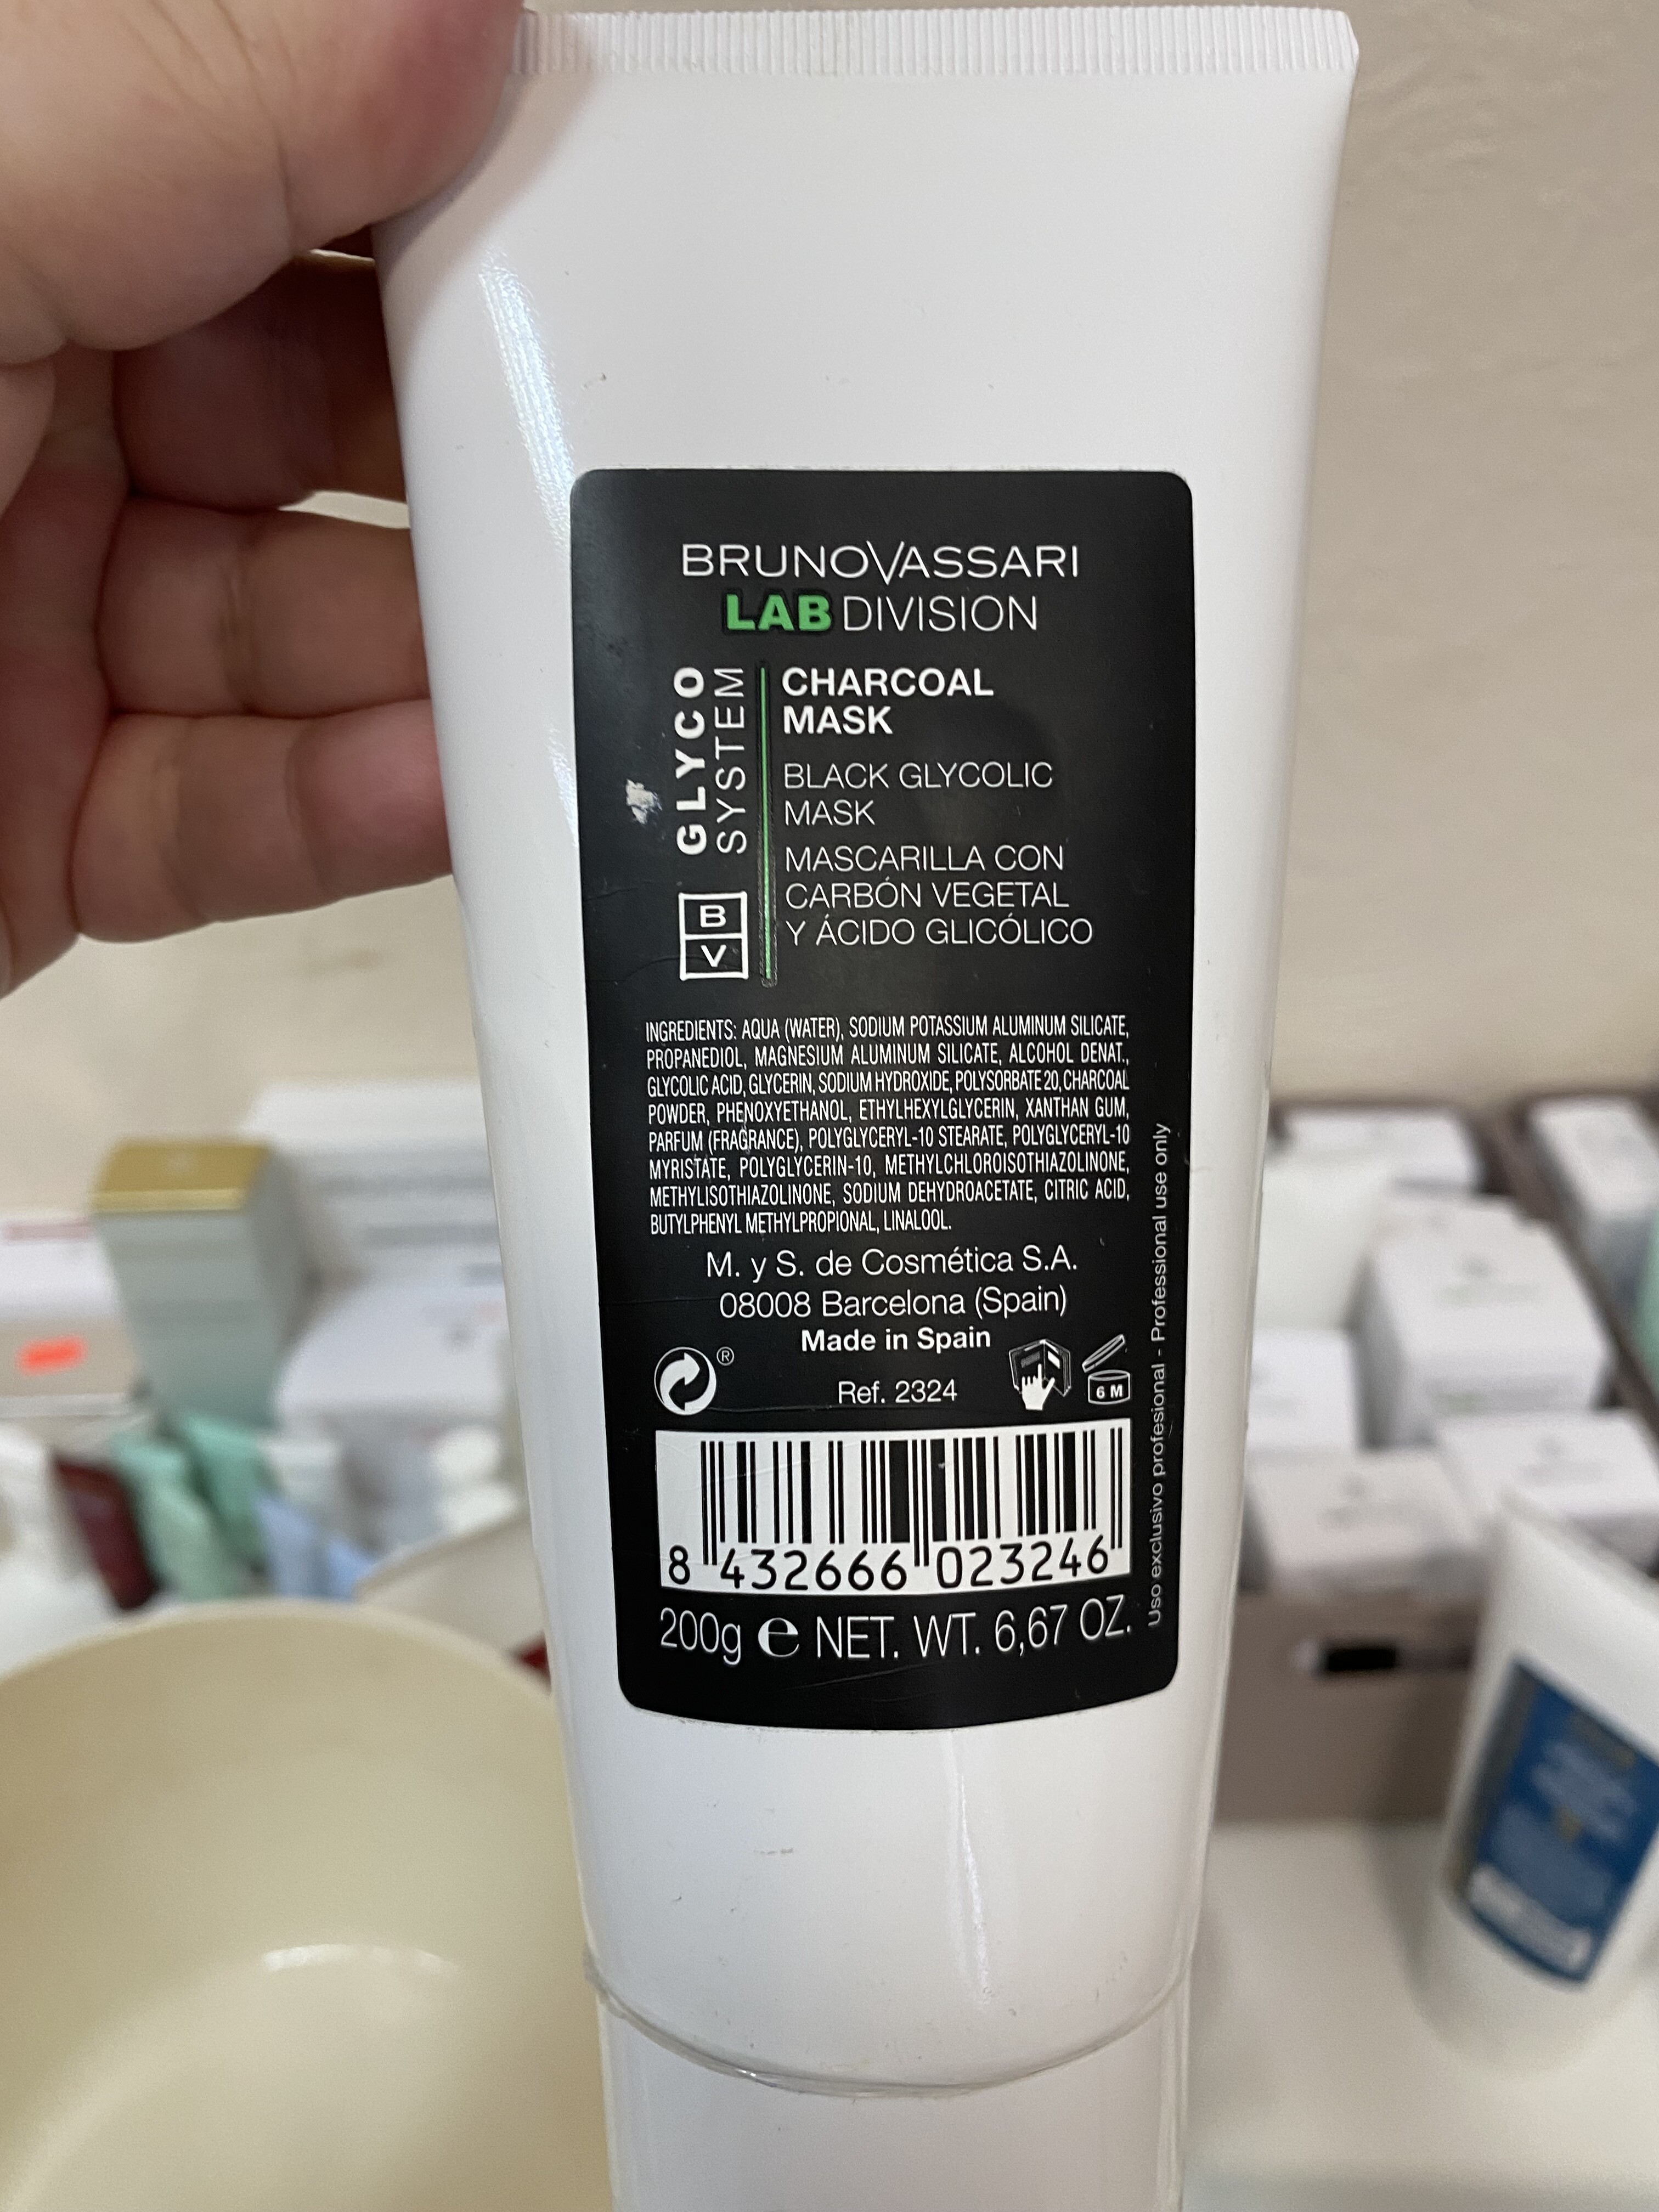 BRUNOVASSARI
LAB DIVISION
GLYCO
SYSTEM
B
V
CHARCOAL
MASK
BLACK GLYCOLIC
MASK
MASCARILLA CON
CARBÓN VEGETAL
Y ÁCIDO GLICÓLICO
INGREDIENTS: AQUA (WATER), SODIUM POTASSIUM ALUMINUM SILICATE,
PROPANEDIOL, MAGNESIUM ALUMINUM SILICATE, ALCOHOL DENAT.,
GLYCOLIC ACID, GLYCERIN, SODIUM HYDROXIDE, POLYSORBATE 20, CHARCOAL
POWDER, PHENOXYETHANOL, ETHYLHEXYLGLYCERIN, XANTHAN GUM,
PARFUM (FRAGRANCE), POLYGLYCERYL-10 STEARATE, POLYGLYCERYL-10
MYRISTATE, POLYGLYCERIN-10, METHYLCHLOROISOTHIAZOLINONE,
METHYLISOTHIAZOLINONE, SODIUM DEHYDROACETATE, CITRIC ACID,
BUTYLPHENYL METHYLPROPIONAL, LINALOOL.
M. y S. de Cosmética S.A.
08008 Barcelona (Spain)
Made in Spain
®
Ref. 2324
6 M
8 432666 023246
200g e NET. WT. 6,67 OZ.
Uso exclusivo profesional - Professional use only